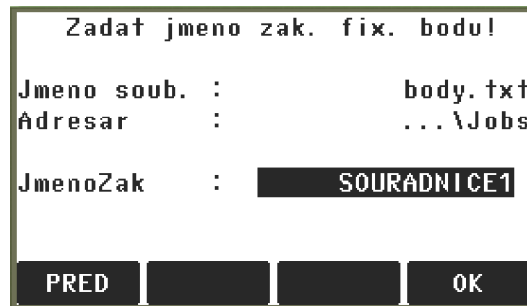 Zadat jmeno zak. fix. bodu!
Jmeno soub. : body.txt
Adresar : ...\Jobs
JmenoZak : SOURADNICE1
PRED OK